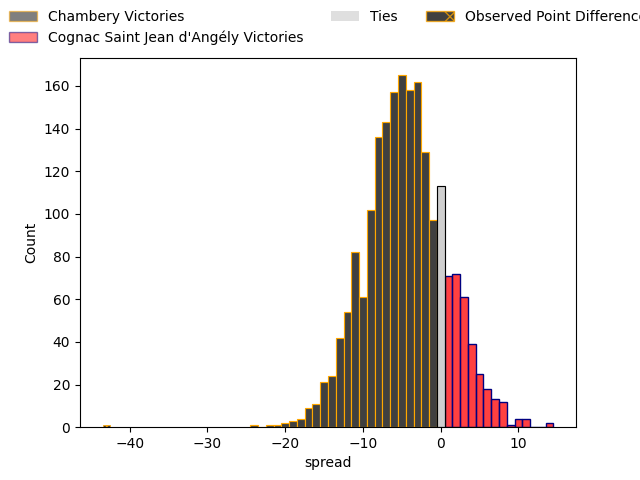 Chambery Victories
Cognac Saint Jean d'Angély Victories
Ties
Observed Point Difference
160
140
120
100
80
60
40
20
0
Count
−40
−30
−20
−10
0
10
spread